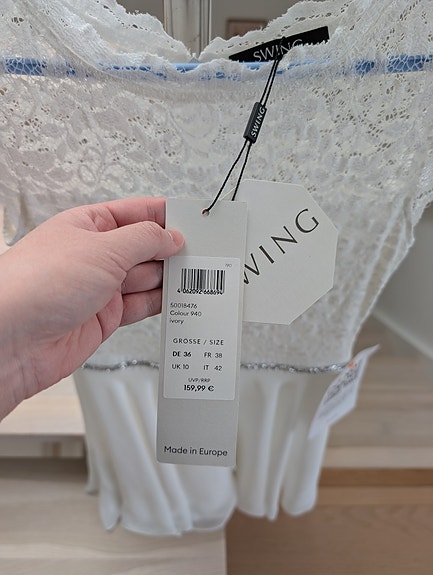 SWING
SWING
SWING
4 062092 668694
50018476
Colour 940
ivory
GRÖSSE / SIZE
DE 36 FR 38
UK 10 IT 42
UVP/RRP
159,99 €
Made in Europe